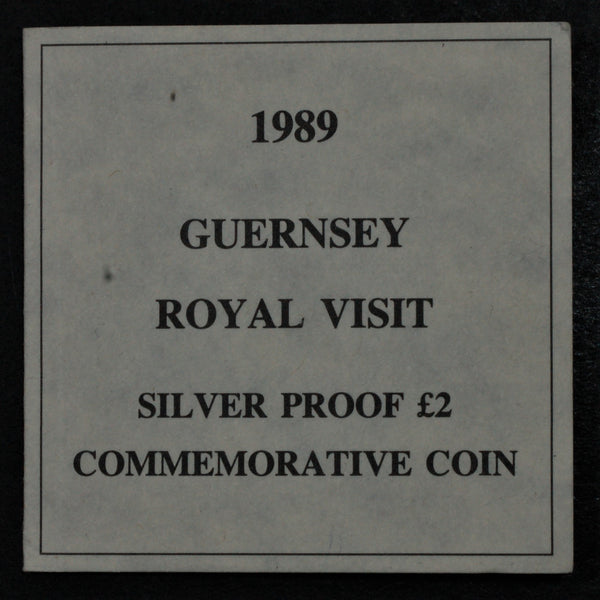 1989
GUERNSEY
ROYAL VISIT
SILVER PROOF £2
COMMEMORATIVE COIN